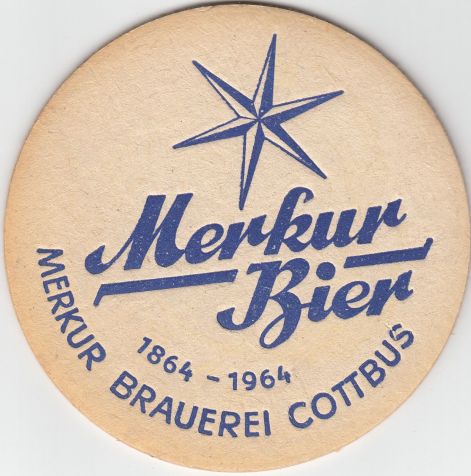 Merkur
Bier
1864 - 1964
MERKUR BRAUEREI COTTBUS